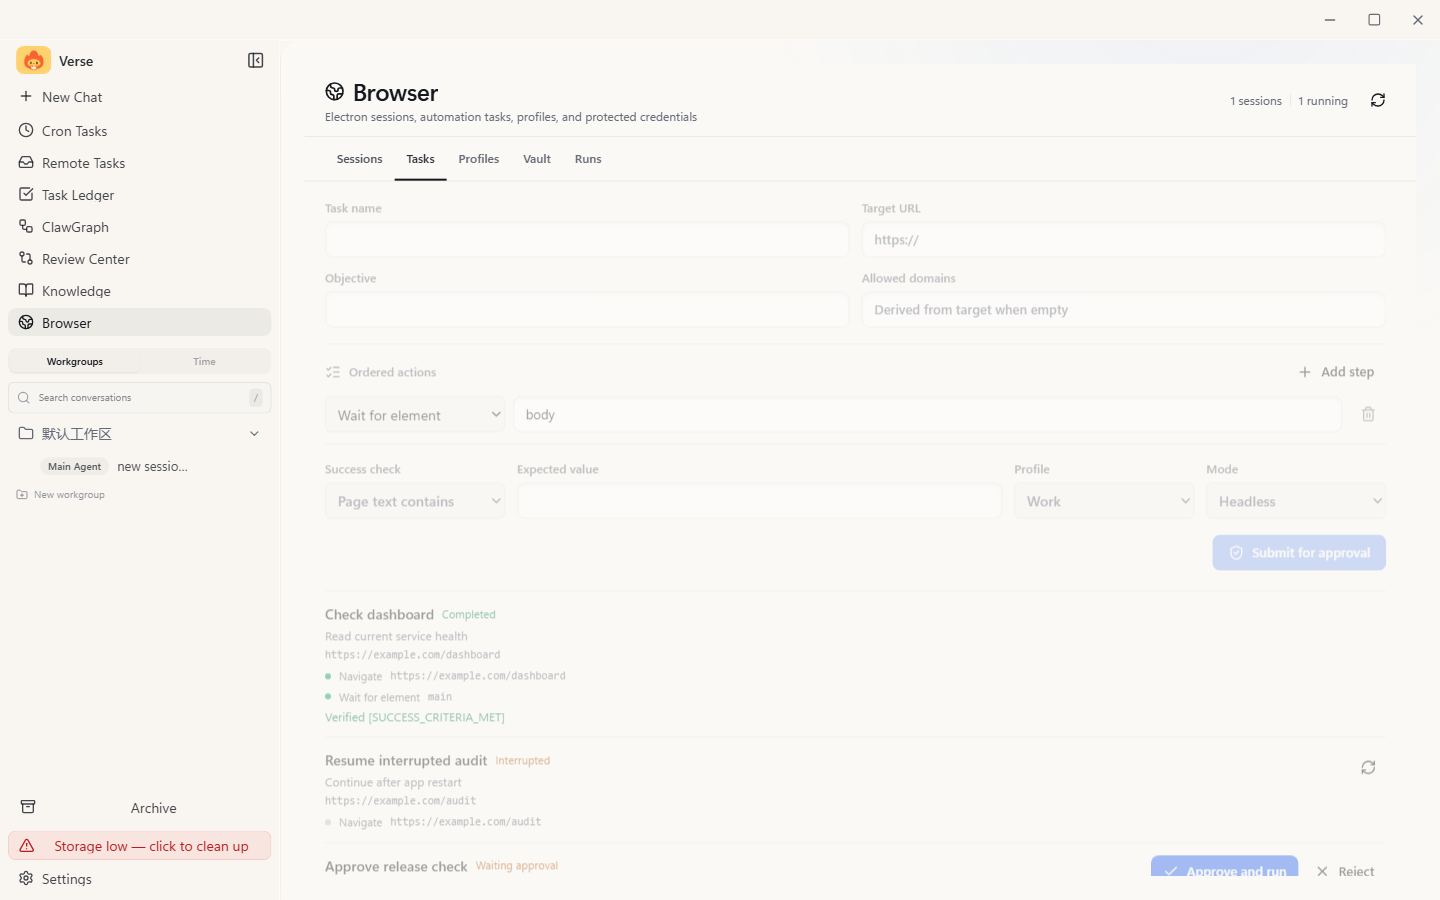 Verse
New Chat
Cron Tasks
Remote Tasks
Task Ledger
ClawGraph
Review Center
Knowledge
Browser
Workgroups Time
Search conversations /
默认工作区
Main Agent new sessio...
New workgroup
Archive
Storage low — click to clean up
Settings
Browser
Electron sessions, automation tasks, profiles, and protected credentials
1 sessions 1 running
Sessions Tasks Profiles Vault Runs
Task name Target URL
https://
Objective Allowed domains
Derived from target when empty
Ordered actions Add step
Wait for element body
Success check Expected value Profile Mode
Page text contains Work Headless
Submit for approval
Check dashboard Completed
Read current service health
https://example.com/dashboard
Navigate https://example.com/dashboard
Wait for element main
Verified [SUCCESS_CRITERIA_MET]
Resume interrupted audit Interrupted
Continue after app restart
https://example.com/audit
Navigate https://example.com/audit
Approve release check Waiting approval
Approve and run Reject